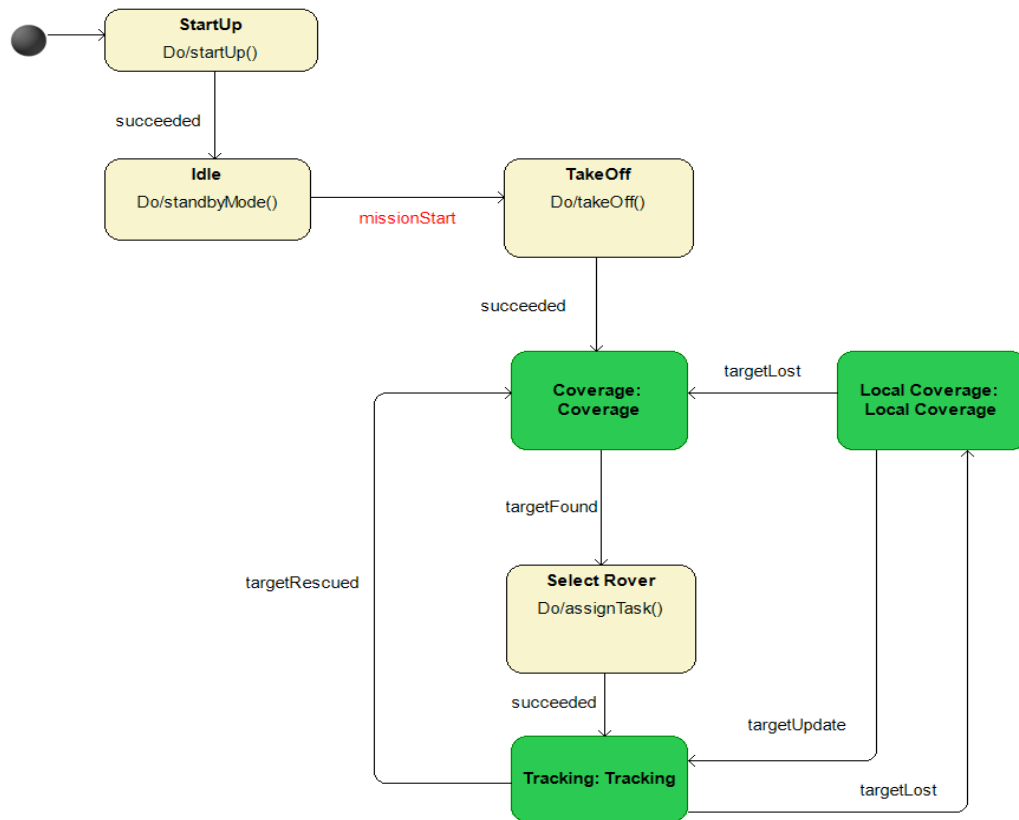 StartUp
Do/startUp()
succeeded
Idle
Do/standbyMode()
missionStart
TakeOff
Do/takeOff()
succeeded
Coverage:
Coverage
targetLost
Local Coverage:
Local Coverage
targetFound
targetRescued
Select Rover
Do/assignTask()
succeeded
targetUpdate
Tracking: Tracking
targetLost